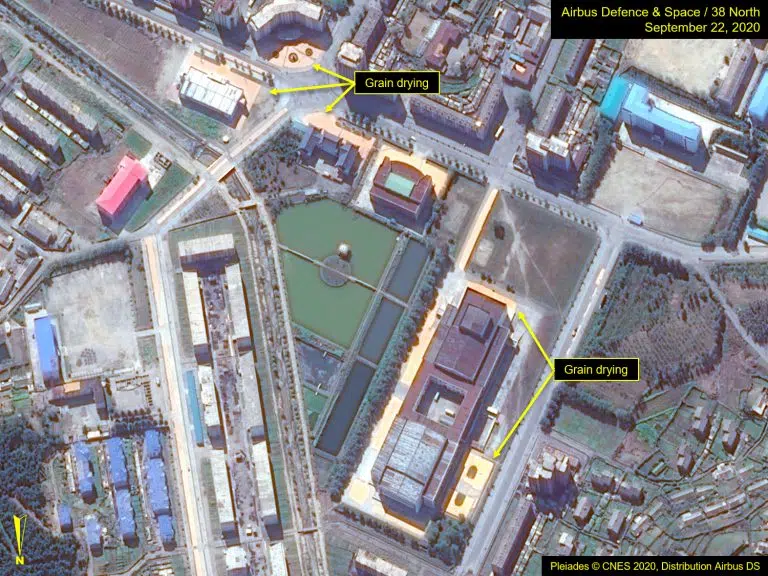 Airbus Defence & Space / 38 North
September 22, 2020
Grain drying
Grain drying
N
Pleiades © CNES 2020, Distribution Airbus DS